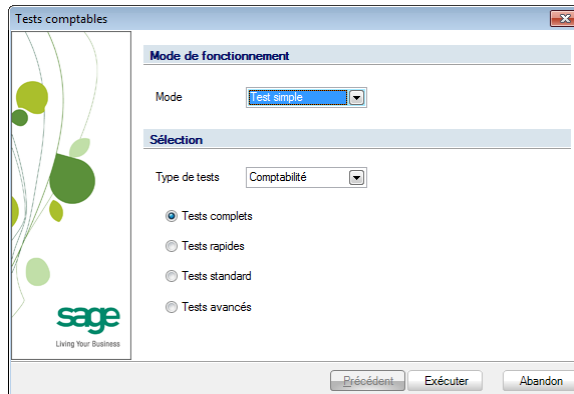 Tests comptables
Mode de fonctionnement
Mode Test simple
Sélection
Type de tests Comptabilité
Tests complets
Tests rapides
Tests standard
Tests avancés
sage
Living Your Business
Précédent Exécuter Abandon